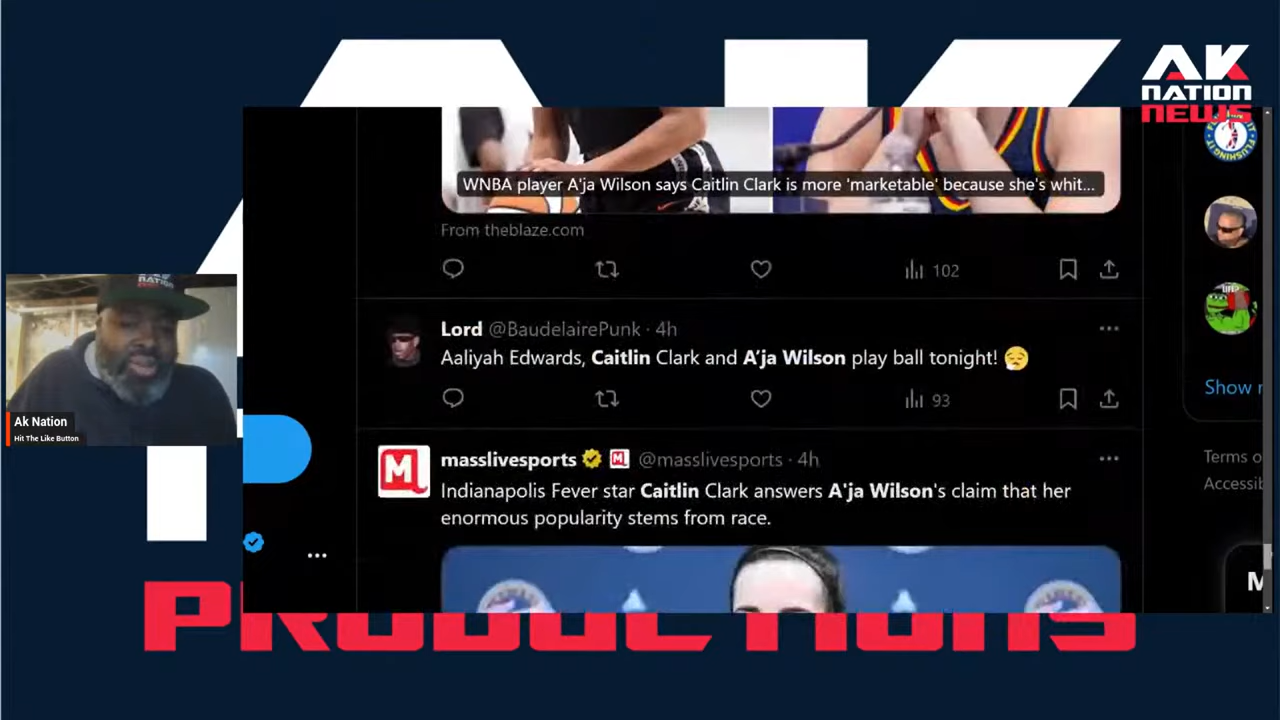 AK
NATION
NEWS
WNBA player A'ja Wilson says Caitlin Clark is more 'marketable' because she's whit...
From theblaze.com
102
Lord @BaudelairePunk · 4h
Aaliyah Edwards, Caitlin Clark and A'ja Wilson play ball tonight! 😮‍💨
93
masslivesports @masslivesports · 4h
Indianapolis Fever star Caitlin Clark answers A'ja Wilson's claim that her
enormous popularity stems from race.
Show
Terms o
Accessib
M
NATION
Ak Nation
Hit The Like Button
PRODUCTIONS